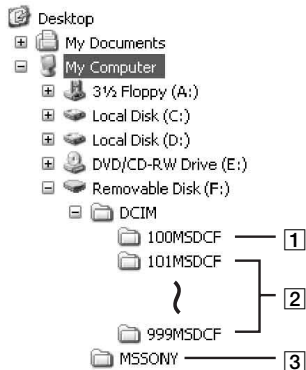 Desktop
My Documents
My Computer
3½ Floppy (A:)
Local Disk (C:)
Local Disk (D:)
DVD/CD-RW Drive (E:)
Removable Disk (F:)
DCIM
100MSDCF 1
101MSDCF
2
999MSDCF
MSSONY 3